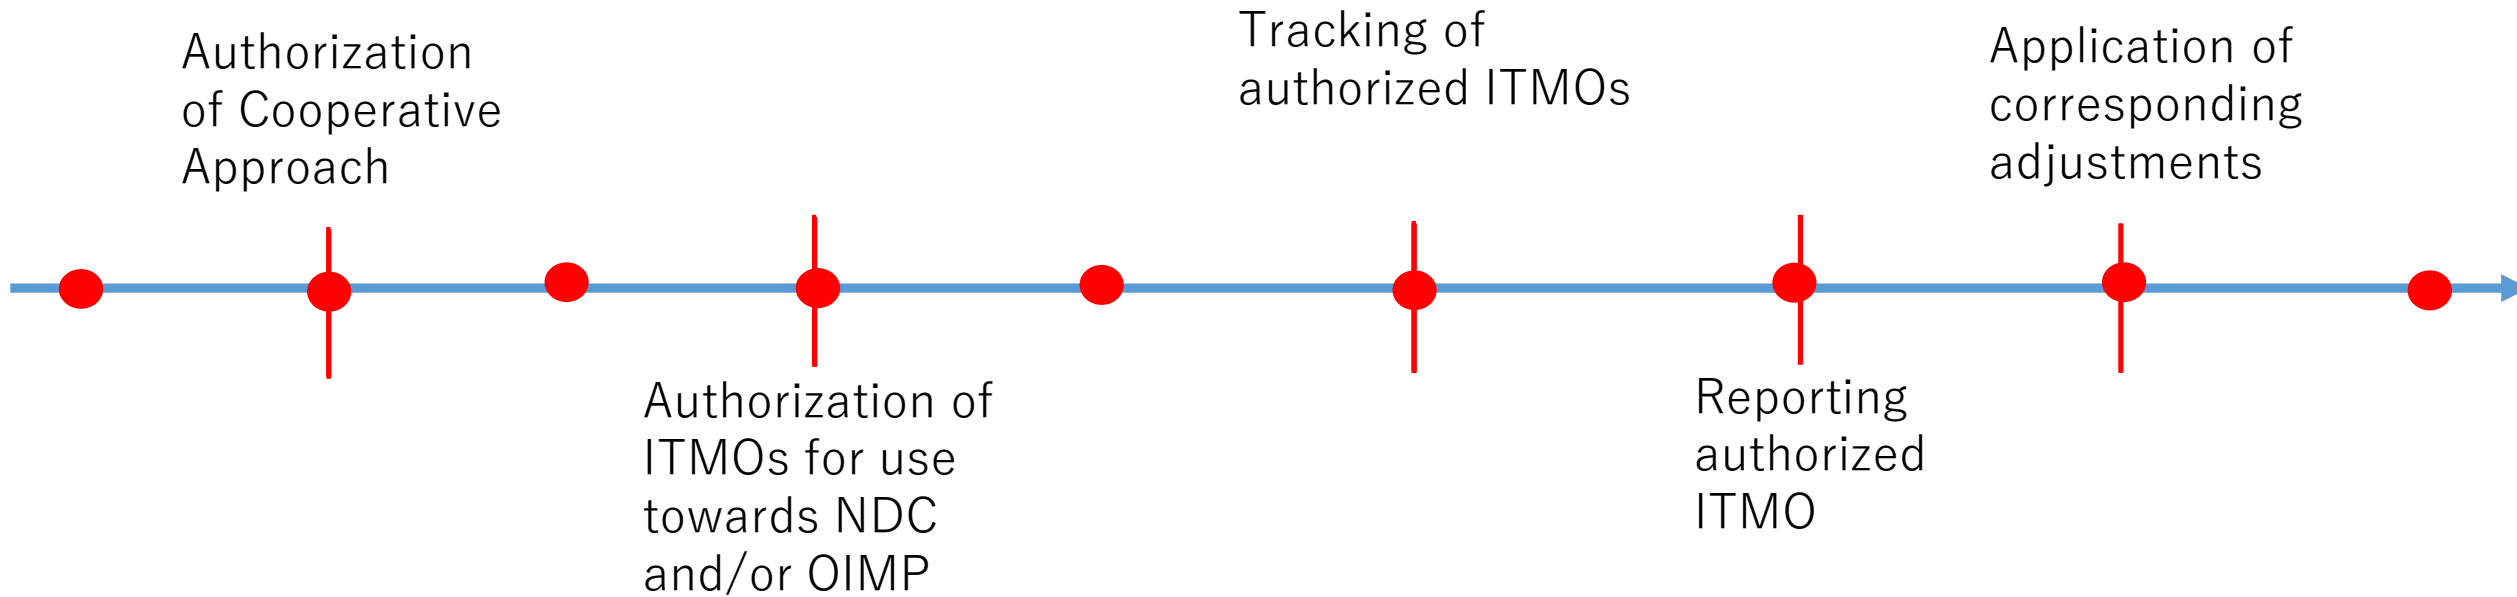 Authorization
of Cooperative
Approach
Authorization of
ITMOs for use
towards NDC
and/or OIMP
Tracking of
authorized ITMOs
Reporting
authorized
ITMO
Application of
corresponding
adjustments